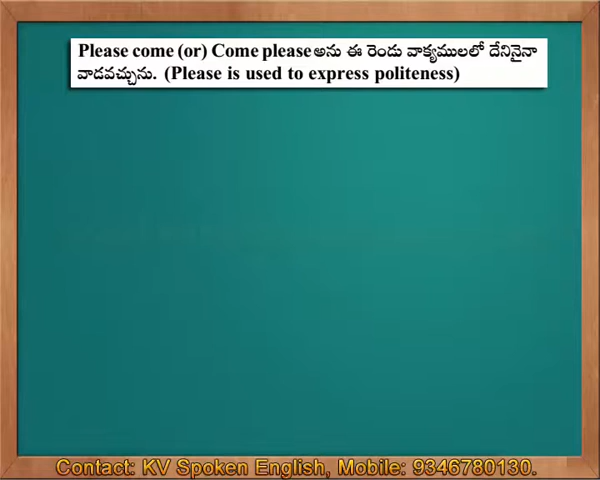 Please come (or) Come please అను ఈ రెండు వాక్యములలో దేనినైనా
వాడవచ్చును. (Please is used to express politeness)
Contact: KV Spoken English, Mobile: 9346780130.